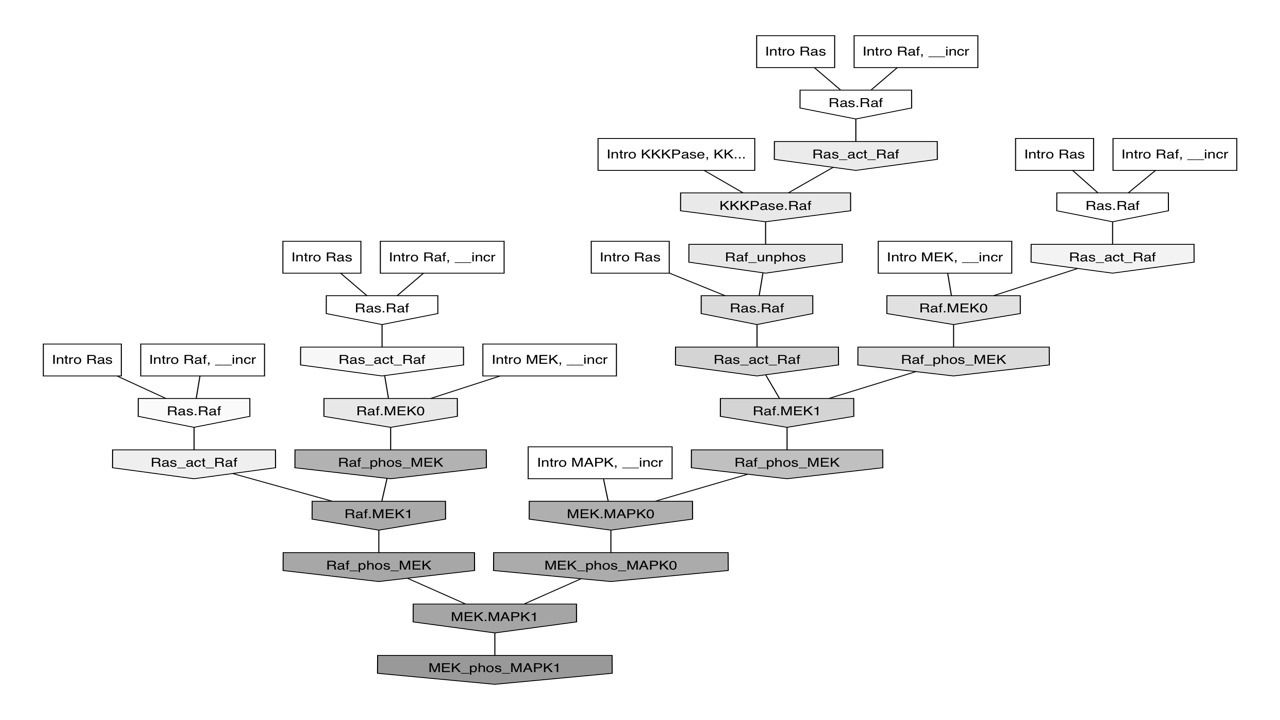 Intro Ras
Intro Raf, __incr
Ras.Raf
Intro KKKPase, KK...
Ras_act_Raf
Intro Ras
Intro Raf, __incr
KKKPase.Raf
Ras.Raf
Intro Ras
Intro Raf, __incr
Intro Ras
Raf_unphos
Intro MEK, __incr
Ras_act_Raf
Ras.Raf
Ras.Raf
Raf.MEK0
Intro Ras
Intro Raf, __incr
Ras_act_Raf
Intro MEK, __incr
Ras_act_Raf
Raf_phos_MEK
Ras.Raf
Raf.MEK0
Raf.MEK1
Ras_act_Raf
Raf_phos_MEK
Intro MAPK, __incr
Raf_phos_MEK
Raf.MEK1
MEK.MAPK0
Raf_phos_MEK
MEK_phos_MAPK0
MEK.MAPK1
MEK_phos_MAPK1